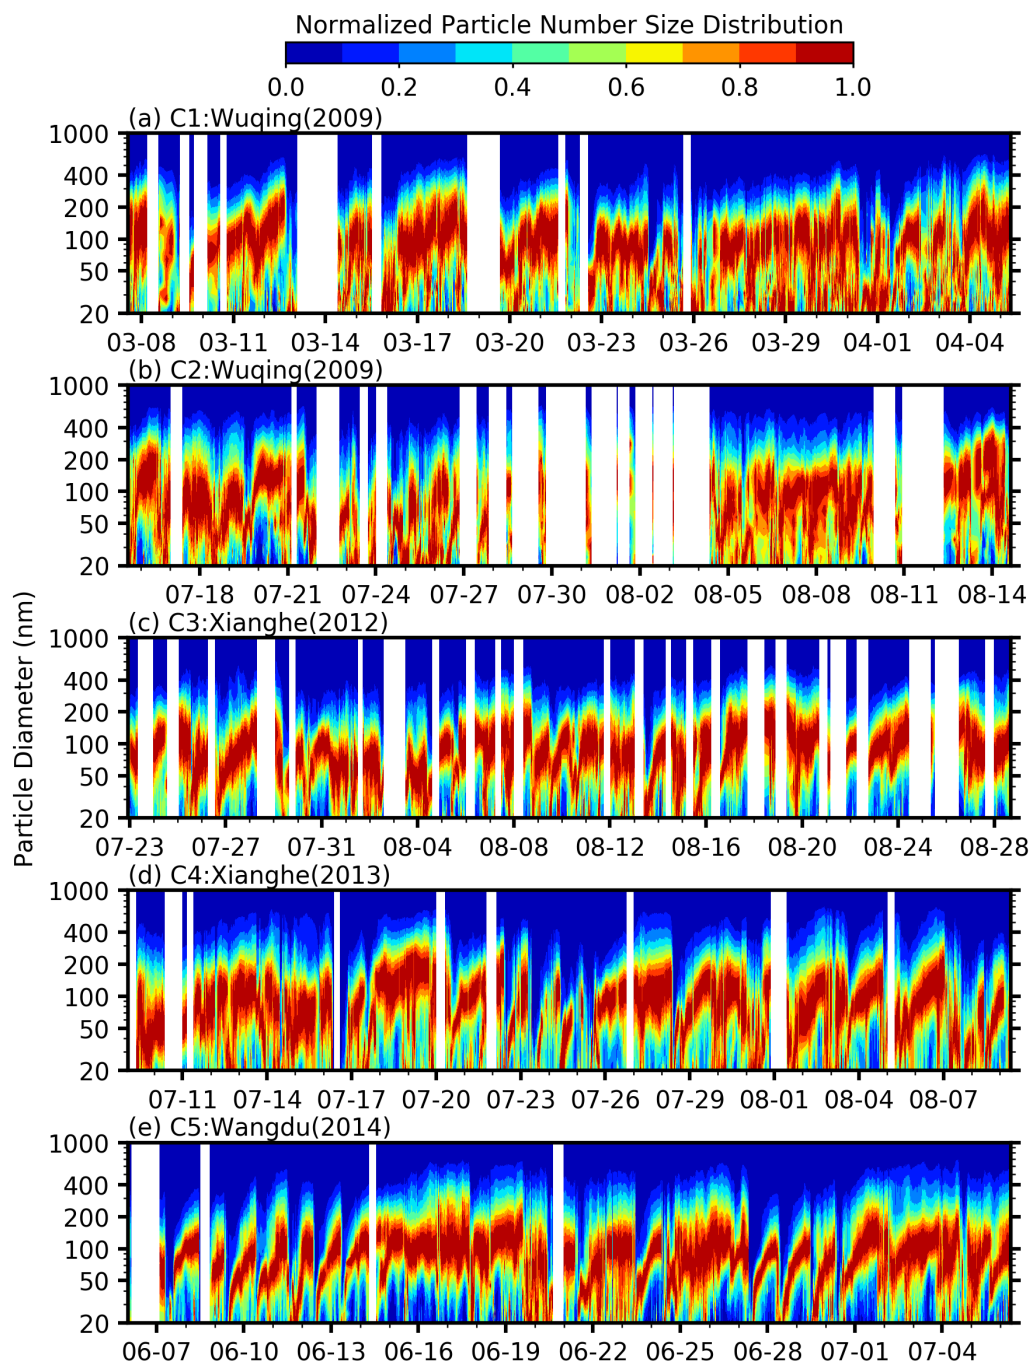 Normalized Particle Number Size Distribution
0.0 0.2 0.4 0.6 0.8 1.0
(a) C1:Wuqing(2009)
1000
400
200
100
50
20
03-08 03-11 03-14 03-17 03-20 03-23 03-26 03-29 04-01 04-04
(b) C2:Wuqing(2009)
1000
400
200
100
50
20
07-18 07-21 07-24 07-27 07-30 08-02 08-05 08-08 08-11 08-14
(c) C3:Xianghe(2012)
Particle Diameter (nm)
1000
400
200
100
50
20
07-23 07-27 07-31 08-04 08-08 08-12 08-16 08-20 08-24 08-28
(d) C4:Xianghe(2013)
1000
400
200
100
50
20
07-11 07-14 07-17 07-20 07-23 07-26 07-29 08-01 08-04 08-07
(e) C5:Wangdu(2014)
1000
400
200
100
50
20
06-07 06-10 06-13 06-16 06-19 06-22 06-25 06-28 07-01 07-04